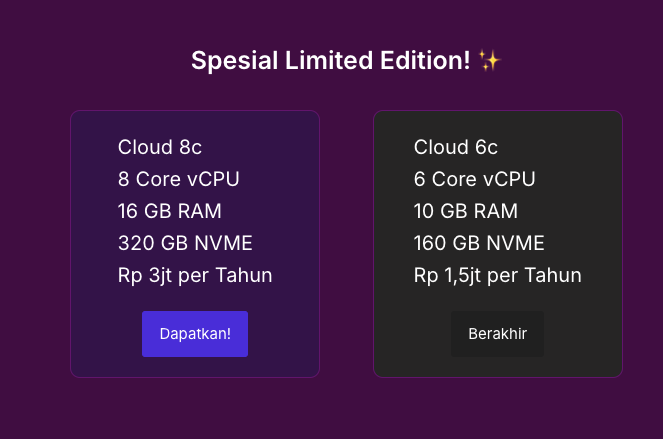 Spesial Limited Edition! ✨
Cloud 8c
8 Core vCPU
16 GB RAM
320 GB NVME
Rp 3jt per Tahun
Dapatkan!
Cloud 6c
6 Core vCPU
10 GB RAM
160 GB NVME
Rp 1,5jt per Tahun
Berakhir